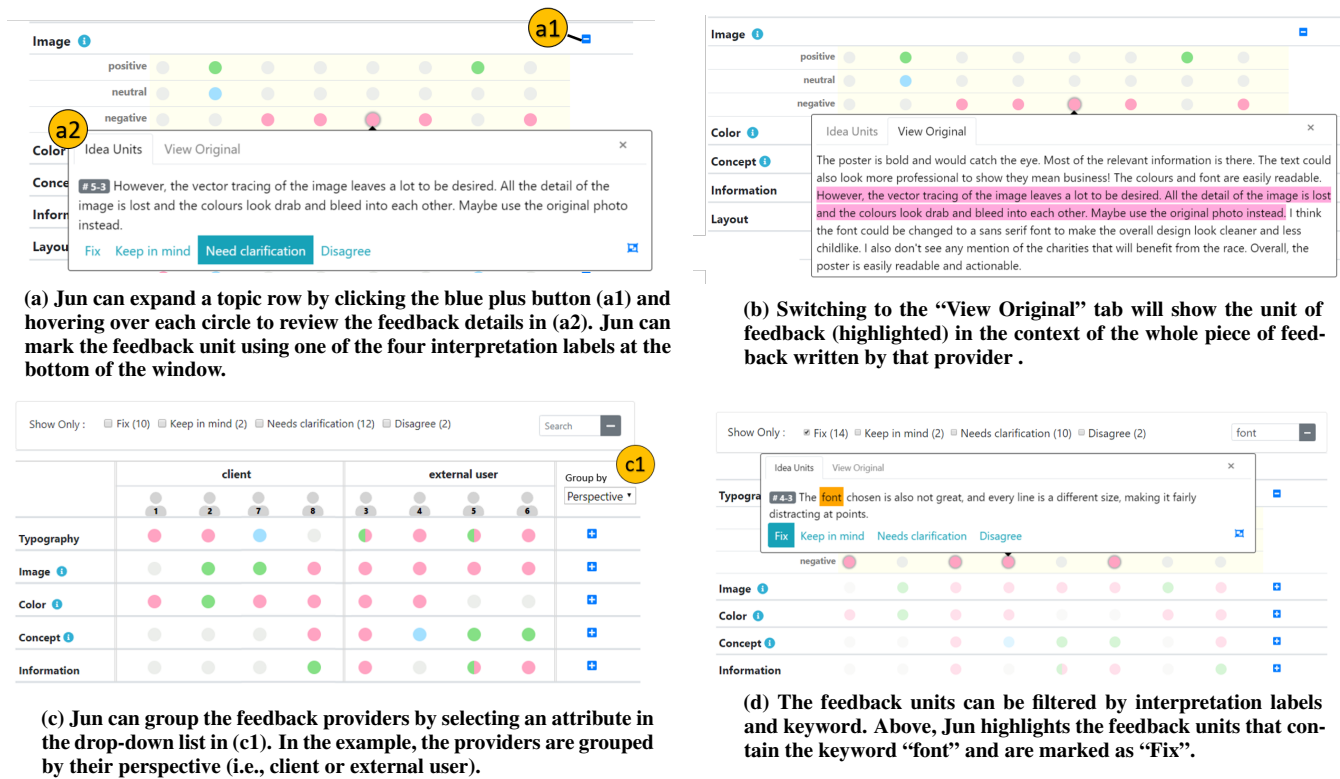 Image i
a1
positive
neutral
negative
a2
Color
Idea Units View Original ×
Conce
# 5-3 However, the vector tracing of the image leaves a lot to be desired. All the detail of the
Inforn
image is lost and the colours look drab and bleed into each other. Maybe use the original photo
instead.
Layou
Fix Keep in mind Need clarification Disagree
(a) Jun can expand a topic row by clicking the blue plus button (a1) and
hovering over each circle to review the feedback details in (a2). Jun can
mark the feedback unit using one of the four interpretation labels at the
bottom of the window.
Image i
positive
neutral
negative
Color i
Concept i
Information
Layout
Idea Units View Original ×
The poster is bold and would catch the eye. Most of the relevant information is there. The text could
also look more professional to show they mean business! The colours and font are easily readable.
However, the vector tracing of the image leaves a lot to be desired. All the detail of the image is lost
and the colours look drab and bleed into each other. Maybe use the original photo instead. I think
the font could be changed to a sans serif font to make the overall design look cleaner and less
childlike. I also don't see any mention of the charities that will benefit from the race. Overall, the
poster is easily readable and actionable.
(b) Switching to the “View Original” tab will show the unit of
feedback (highlighted) in the context of the whole piece of feed-
back written by that provider .
Show Only : Fix (10) Keep in mind (2) Needs clarification (12) Disagree (2) Search
c1
client external user Group by
Perspective
1 2 7 8 3 4 5 6
Typography
Image i
Color i
Concept i
Information
(c) Jun can group the feedback providers by selecting an attribute in
the drop-down list in (c1). In the example, the providers are grouped
by their perspective (i.e., client or external user).
Show Only : Fix (14) Keep in mind (2) Needs clarification (10) Disagree (2) font
Idea Units View Original ×
Typogra
# 4-3 The font chosen is also not great, and every line is a different size, making it fairly
distracting at points.
Fix Keep in mind Needs clarification Disagree
negative
Image i
Color i
Concept i
Information
(d) The feedback units can be filtered by interpretation labels
and keyword. Above, Jun highlights the feedback units that con-
tain the keyword “font” and are marked as “Fix”.